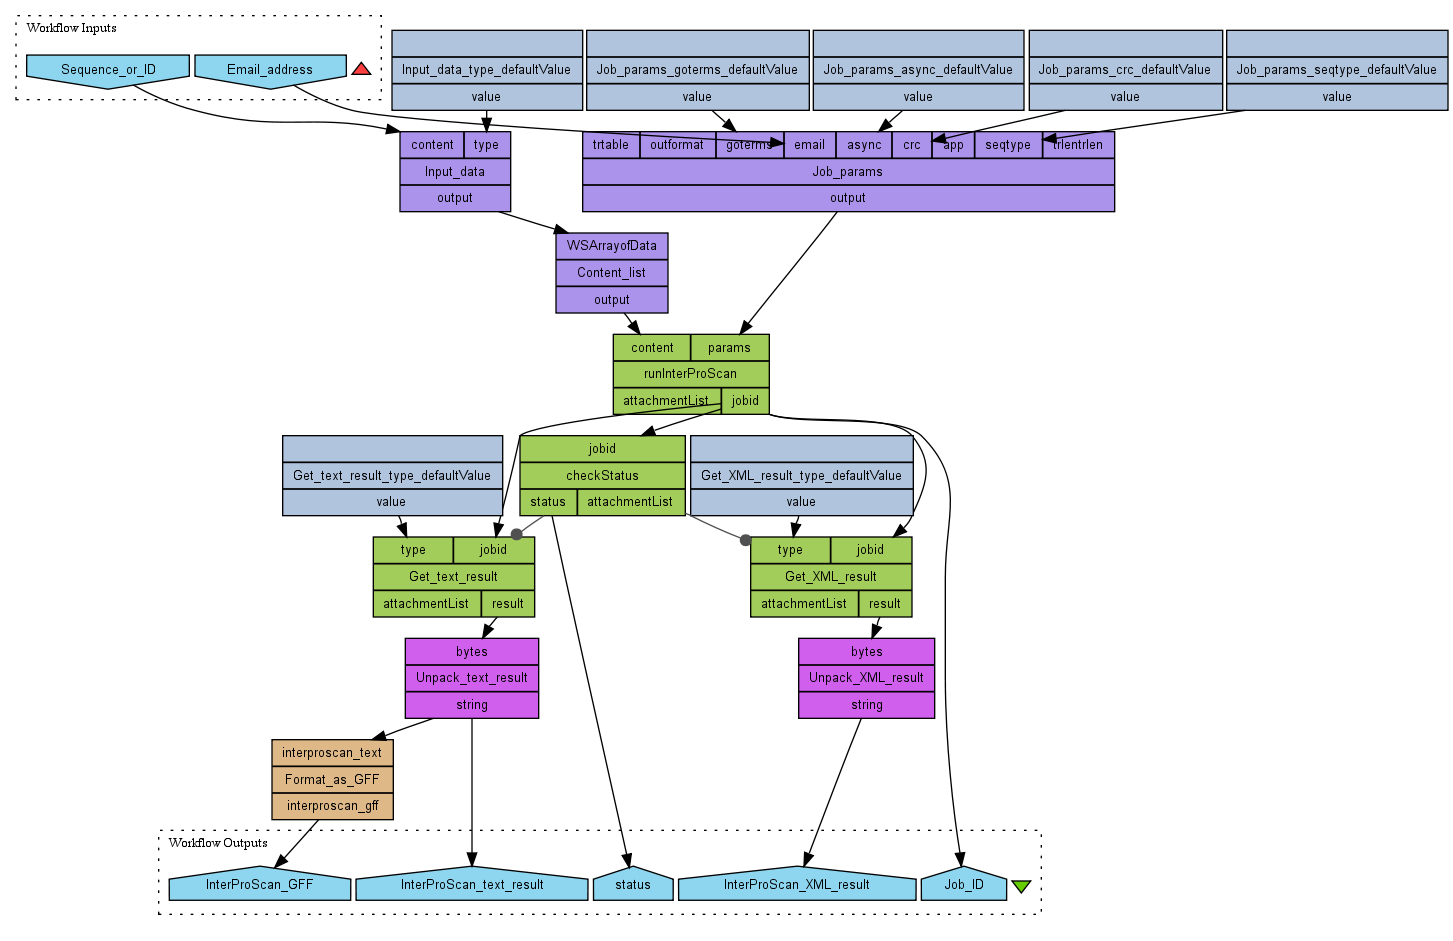 Workflow Inputs
Sequence_or_ID
Email_address
Input_data_type_defaultValue
value
Job_params_goterms_defaultValue
value
Job_params_async_defaultValue
value
Job_params_crc_defaultValue
value
Job_params_seqtype_defaultValue
value
content type
Input_data
output
trtable outformat goterms email async crc app seqtype trlentrlen
Job_params
output
WSArrayofData
Content_list
output
content params
runInterProScan
attachmentList jobid
Get_text_result_type_defaultValue
value
jobid
checkStatus
status attachmentList
Get_XML_result_type_defaultValue
value
type jobid
Get_text_result
attachmentList result
type jobid
Get_XML_result
attachmentList result
bytes
Unpack_text_result
string
bytes
Unpack_XML_result
string
interproscan_text
Format_as_GFF
interproscan_gff
Workflow Outputs
InterProScan_GFF
InterProScan_text_result
status
InterProScan_XML_result
Job_ID